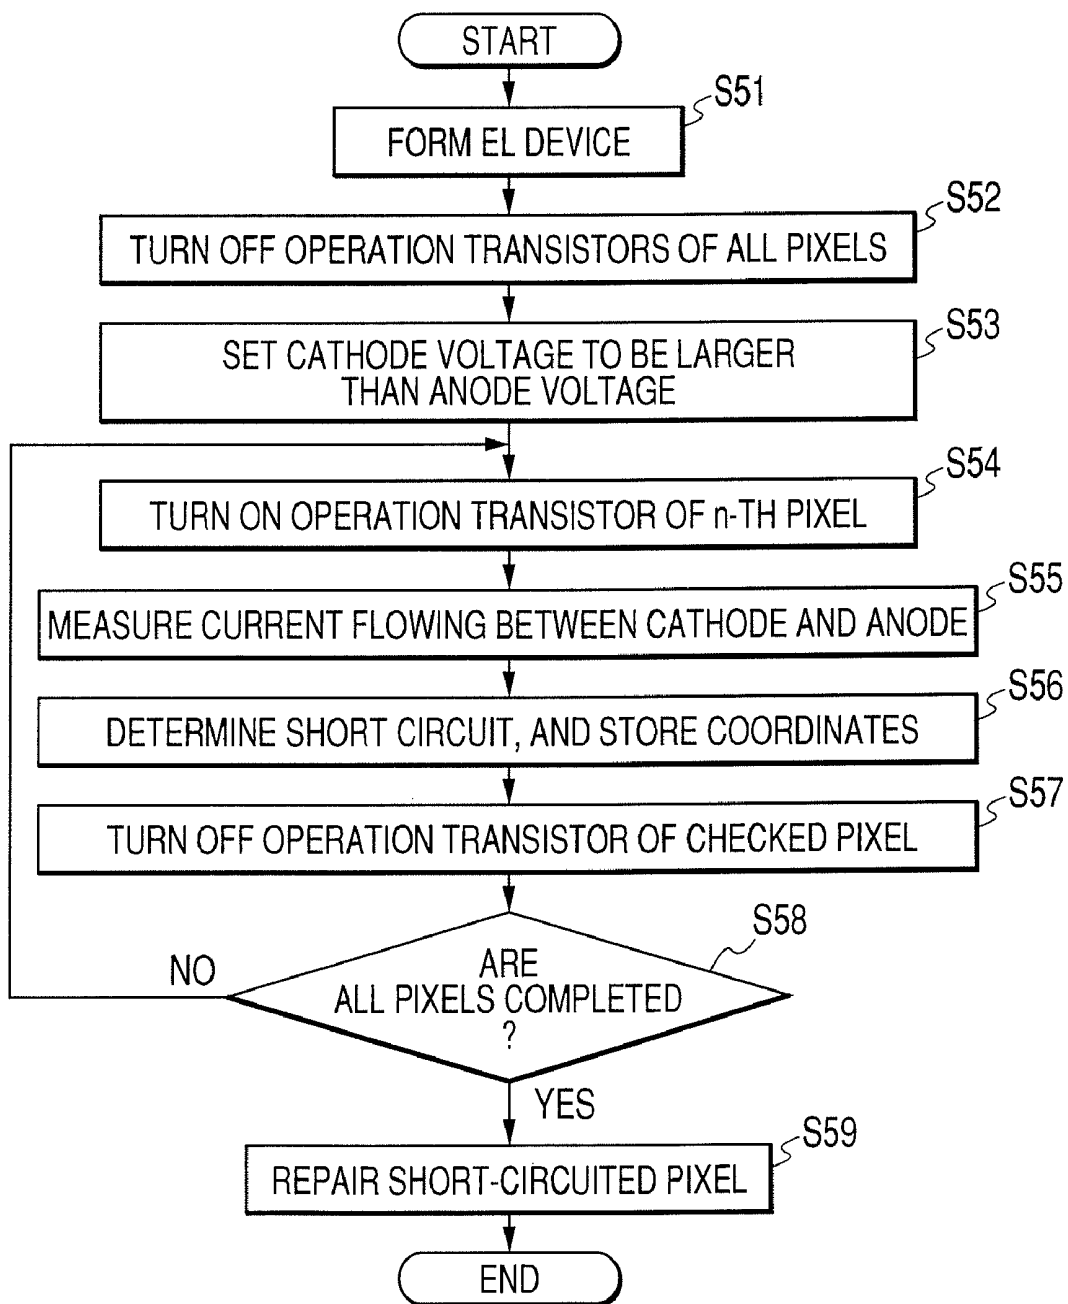 START
S51
FORM EL DEVICE
S52
TURN OFF OPERATION TRANSISTORS OF ALL PIXELS
S53
SET CATHODE VOLTAGE TO BE LARGER
THAN ANODE VOLTAGE
S54
TURN ON OPERATION TRANSISTOR OF n-TH PIXEL
S55
MEASURE CURRENT FLOWING BETWEEN CATHODE AND ANODE
S56
DETERMINE SHORT CIRCUIT, AND STORE COORDINATES
S57
TURN OFF OPERATION TRANSISTOR OF CHECKED PIXEL
S58
NO
ARE
ALL PIXELS COMPLETED
?
YES
S59
REPAIR SHORT-CIRCUITED PIXEL
END